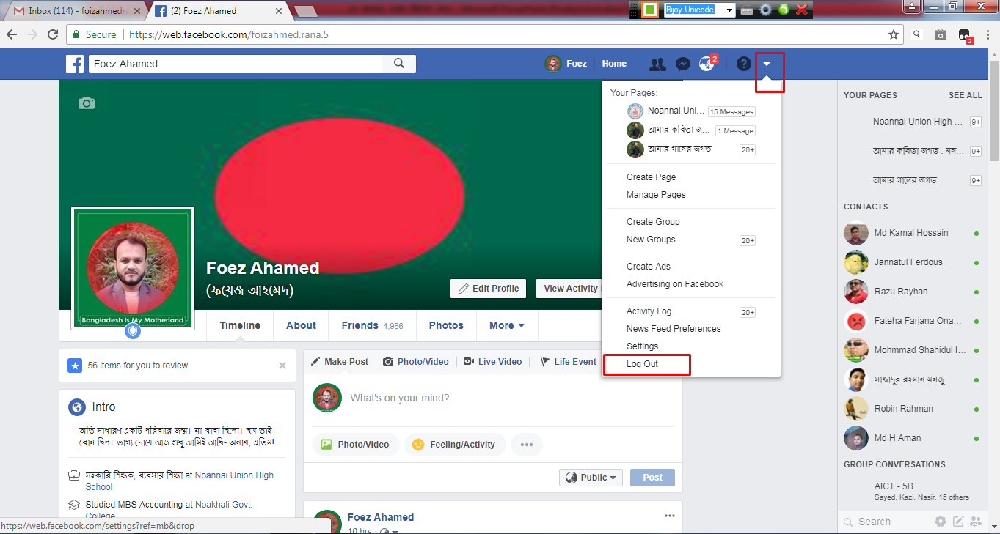 Inbox (114) - foizahmedra
(2) Foez Ahamed
Bijoy Unicode
Secure
https://web.facebook.com/foizahmed.rana.5
2
Foez Ahamed
Foez
Home
2
Your Pages:
Noannai Uni...
15 Messages
আমার কবিতা জ...
1 Message
আমার গানের জগত
20+
Create Page
Manage Pages
Create Group
New Groups
20+
Create Ads
Advertising on Facebook
Activity Log
20+
News Feed Preferences
Settings
Log Out
Foez Ahamed
(ফয়েজ আহমেদ)
Bangladesh is My Motherland
Edit Profile
View Activity
Timeline
About
Friends 4,986
Photos
More
56 items for you to review
Intro
অতি সাধারণ একটি পরিবারে জন্ম। মা-বাবা ছিলো। ছয় ভাই-
বোন ছিল। ভাগ্য দোষে আজ শুধু আমিই আছি- অনাথ, এতিম!
সহকারি শিক্ষক, ব্যবসায় শিক্ষা at Noannai Union High
School
Studied MBS Accounting at Noakhali Govt.
College
Make Post
Photo/Video
Live Video
Life Event
What's on your mind?
Photo/Video
Feeling/Activity
Public
Post
Foez Ahamed
10 hrs
YOUR PAGES
SEE ALL
Noannai Union High ...
9+
আমার কবিতা জগত : মন...
9+
আমার গানের জগত
9+
CONTACTS
Md Kamal Hossain
Jannatul Ferdous
Razu Rayhan
Fateha Farjana Ona...
Mohmmad Shahidul I...
সাজ্জাদুর রহমান মনজু
Robin Rahman
Md H Aman
GROUP CONVERSATIONS
AICT - 5B
Sayed, Kazi, Nasir, 15 others
Search
https://web.facebook.com/settings?ref=mb&drop